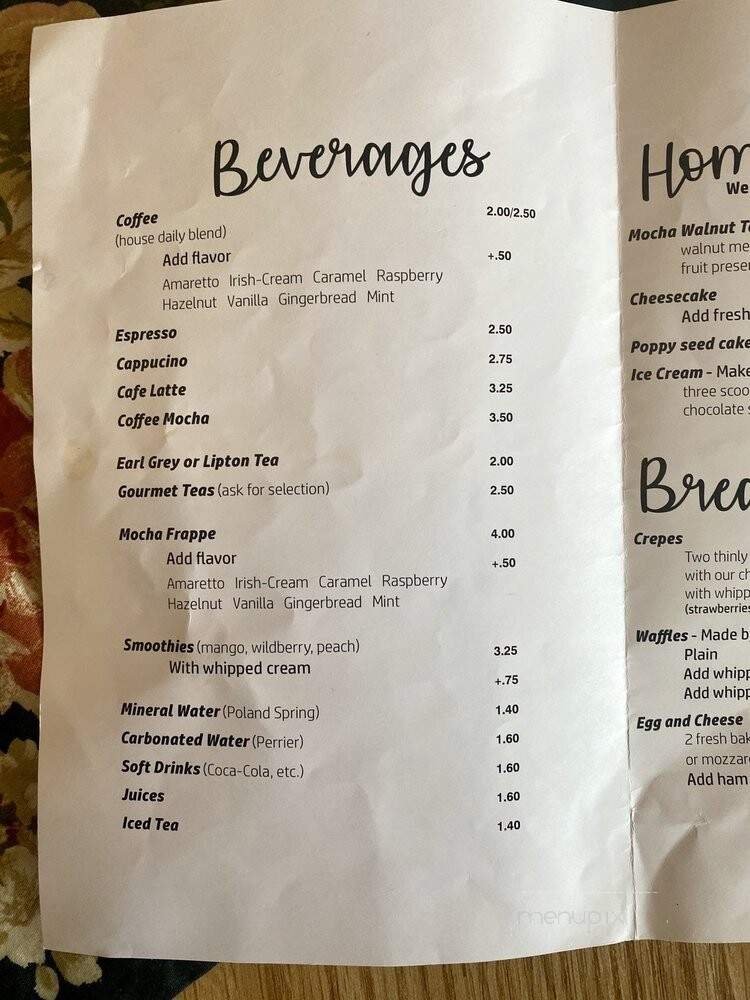 Beverages
Coffee 2.00/2.50
(house daily blend)
Add flavor +.50
Amaretto Irish-Cream Caramel Raspberry
Hazelnut Vanilla Gingerbread Mint
Espresso 2.50
Cappucino 2.75
Cafe Latte 3.25
Coffee Mocha 3.50
Earl Grey or Lipton Tea 2.00
Gourmet Teas (ask for selection) 2.50
Mocha Frappe 4.00
Add flavor +.50
Amaretto Irish-Cream Caramel Raspberry
Hazelnut Vanilla Gingerbread Mint
Smoothies (mango, wildberry, peach) 3.25
With whipped cream +.75
Mineral Water (Poland Spring) 1.40
Carbonated Water (Perrier) 1.60
Soft Drinks (Coca-Cola, etc.) 1.60
Juices 1.60
Iced Tea 1.40
We
Mocha Walnut
walnut
fruit
Cheesecake
Add fresh
Poppy seed cake
Ice Cream - Make
three
chocolate
Crepes
Two thinly
with our
with
(strawberries
Waffles - Made
Plain
Add
Add
Egg and Cheese
2 fresh
or
Add ham
menupix